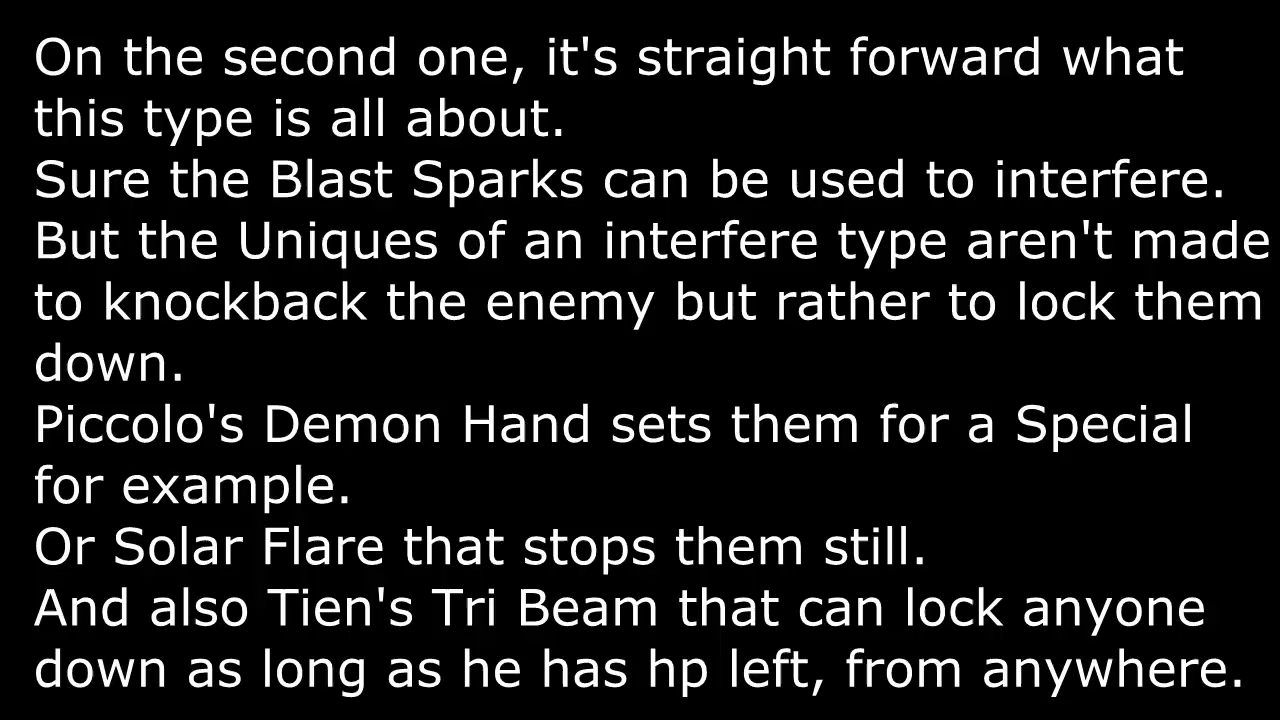 On the second one, it's straight forward what
this type is all about.
Sure the Blast Sparks can be used to interfere.
But the Uniques of an interfere type aren't made
to knockback the enemy but rather to lock them
down.
Piccolo's Demon Hand sets them for a Special
for example.
Or Solar Flare that stops them still.
And also Tien's Tri Beam that can lock anyone
down as long as he has hp left, from anywhere.